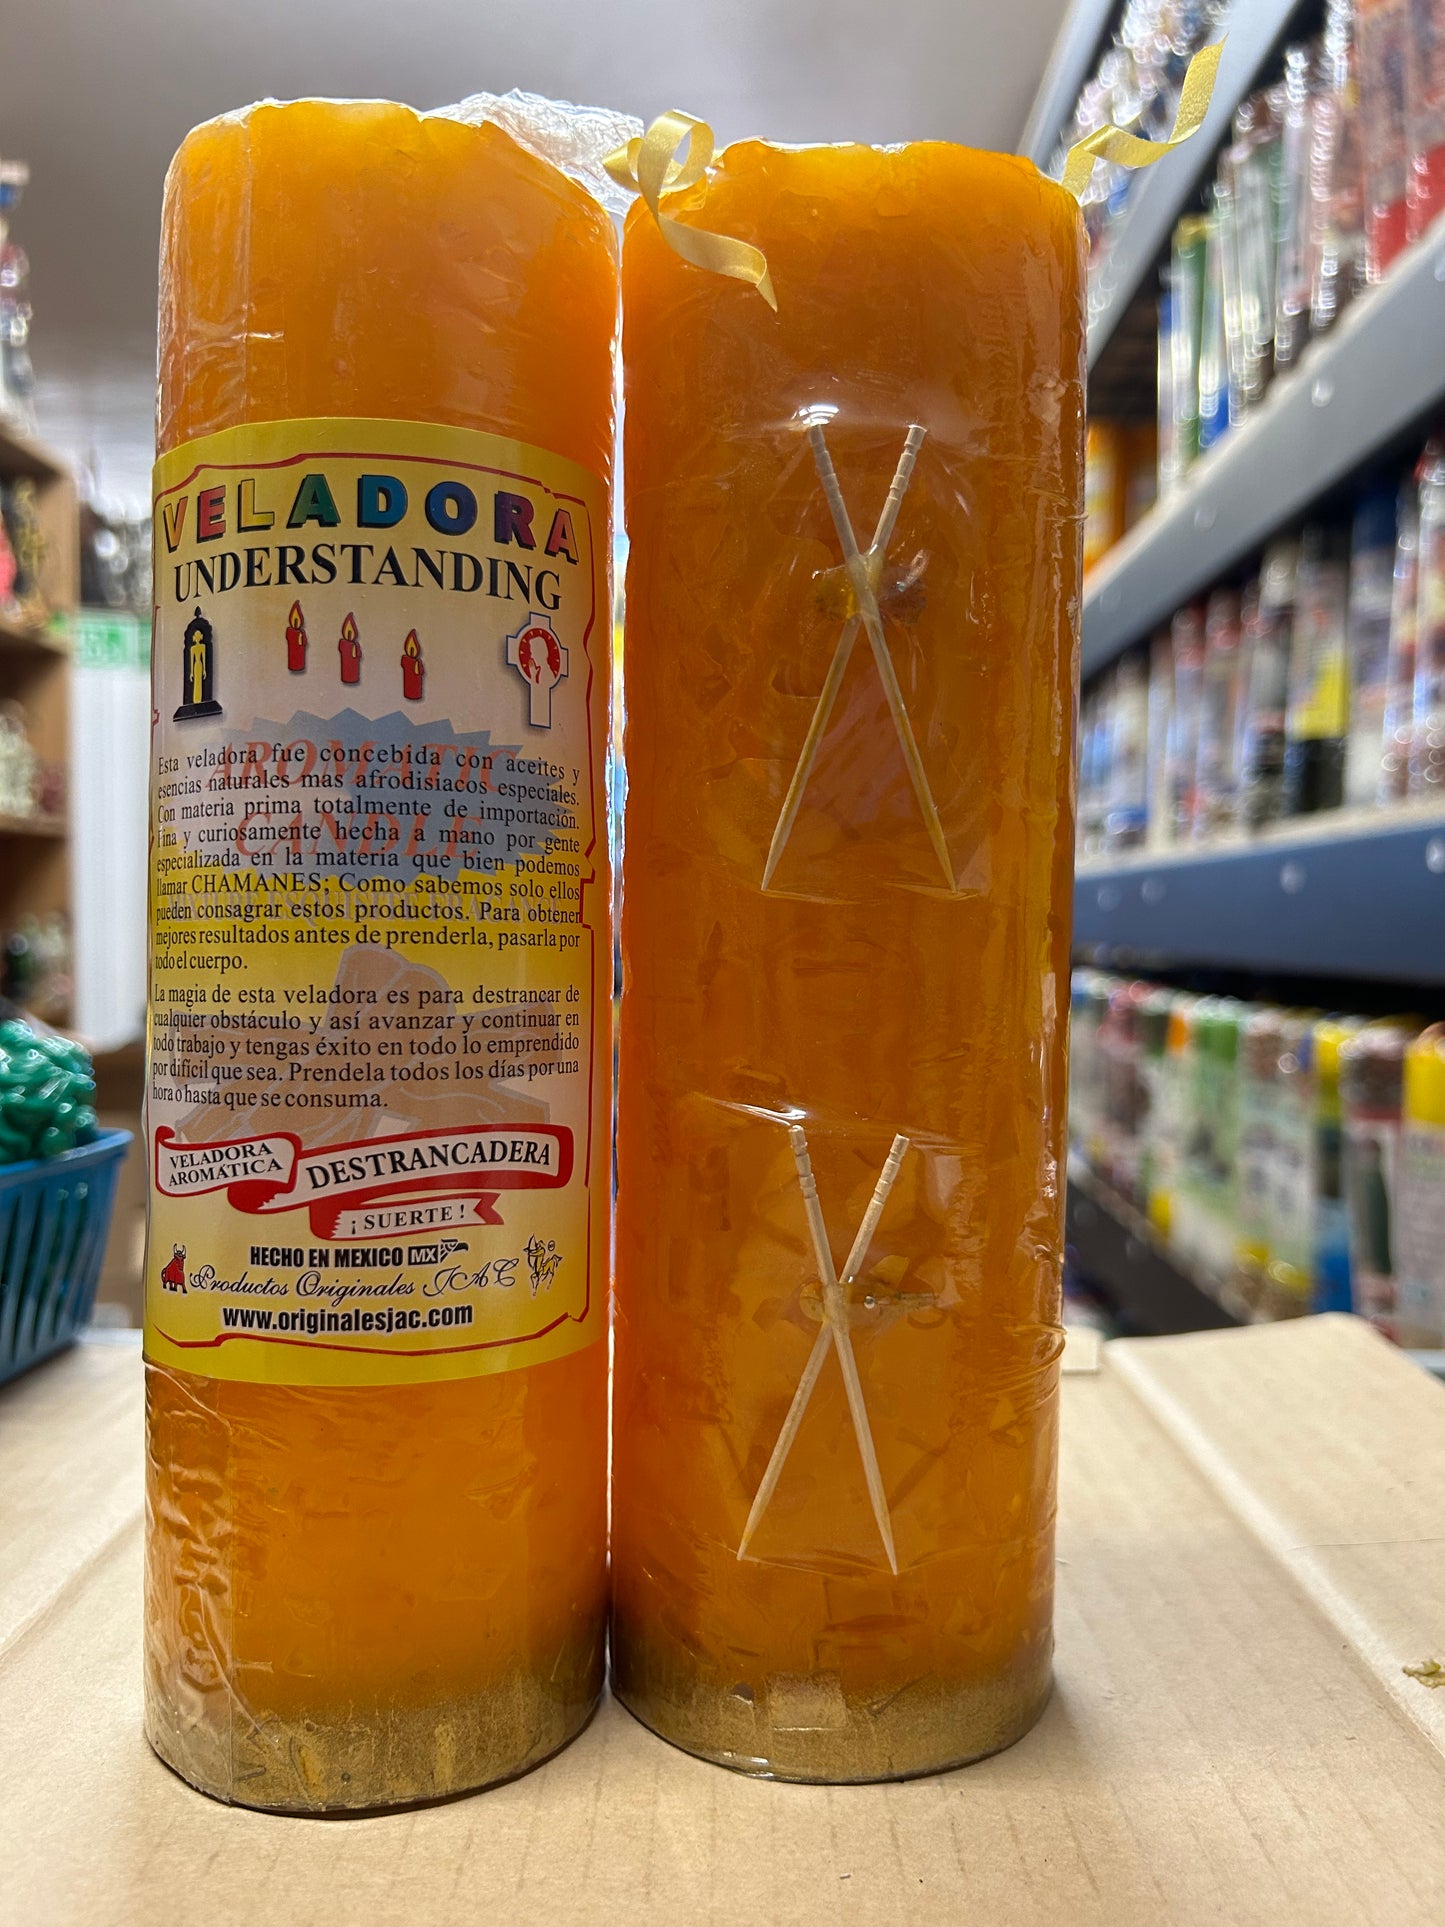 VELADORA
UNDERSTANDING
AROMATIC
CANDLE
Esta veladora fue concebida con aceites y
esencias naturales mas afrodisiacos especiales.
Con materia prima totalmente de importación.
Fina y curiosamente hecha a mano por gente
especializada en la materia que bien podemos
llamar CHAMANES; Como sabemos solo ellos
pueden consagrar estos productos. Para obtener
mejores resultados antes de prenderla, pasarla por
todo el cuerpo.
La magia de esta veladora es para destrancar de
cualquier obstáculo y así avanzar y continuar en
todo trabajo y tengas éxito en todo lo emprendido
por difícil que sea. Prendela todos los días por una
hora o hasta que se consuma.
VELADORA
AROMÁTICA
DESTRANCADERA
¡SUERTE!
HECHO EN MEXICO MX
Productos Originales JAC
www.originalesjac.com